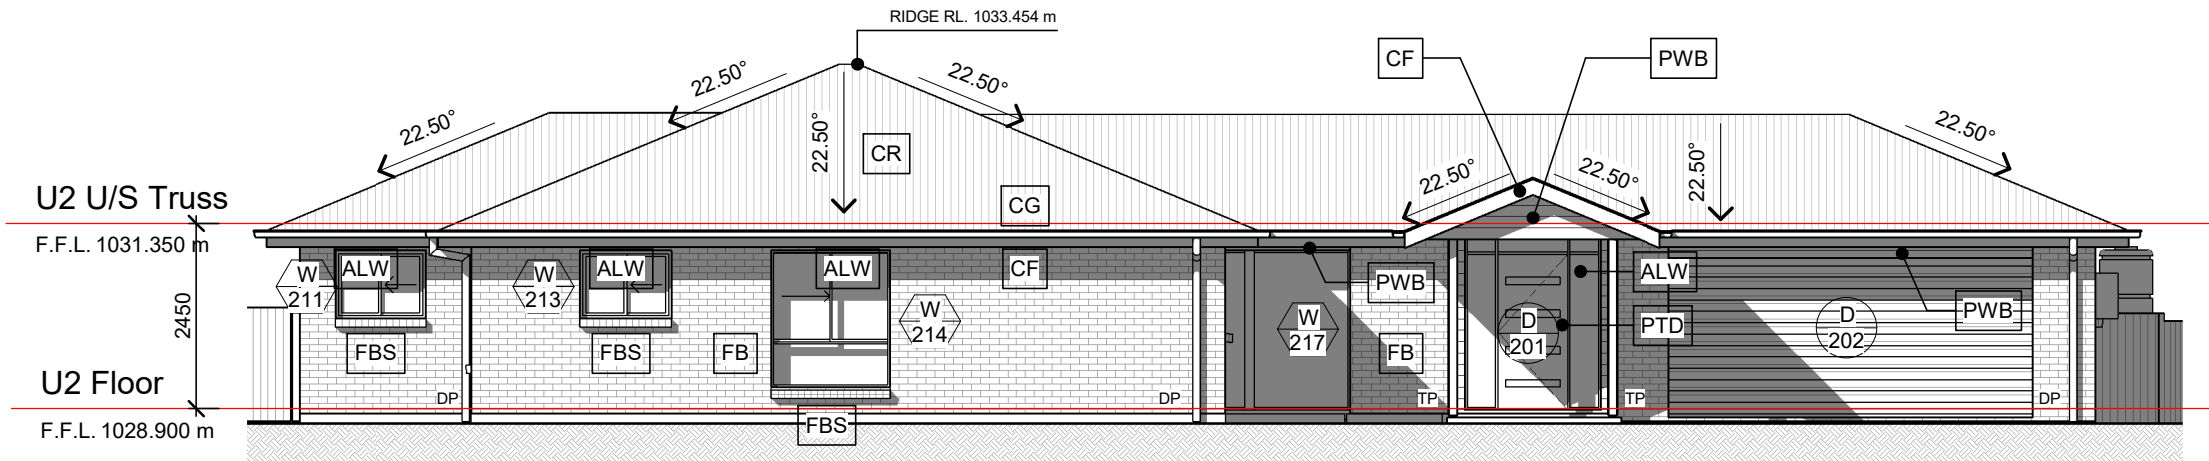 RIDGE RL. 1033.454 m
CF
PWB
22.50°
22.50°
22.50°
22.50°
22.50°
CR
22.50°
22.50°
22.50°
U2 U/S Truss
CG
F.F.L. 1031.350 m
W
211
ALW
W
213
ALW
ALW
CF
PWB
ALW
2450
W
214
W
217
D
201
PTD
D
202
PWB
FBS
FBS
FB
FB
U2 Floor
DP
DP
TP
TP
DP
F.F.L. 1028.900 m
FBS